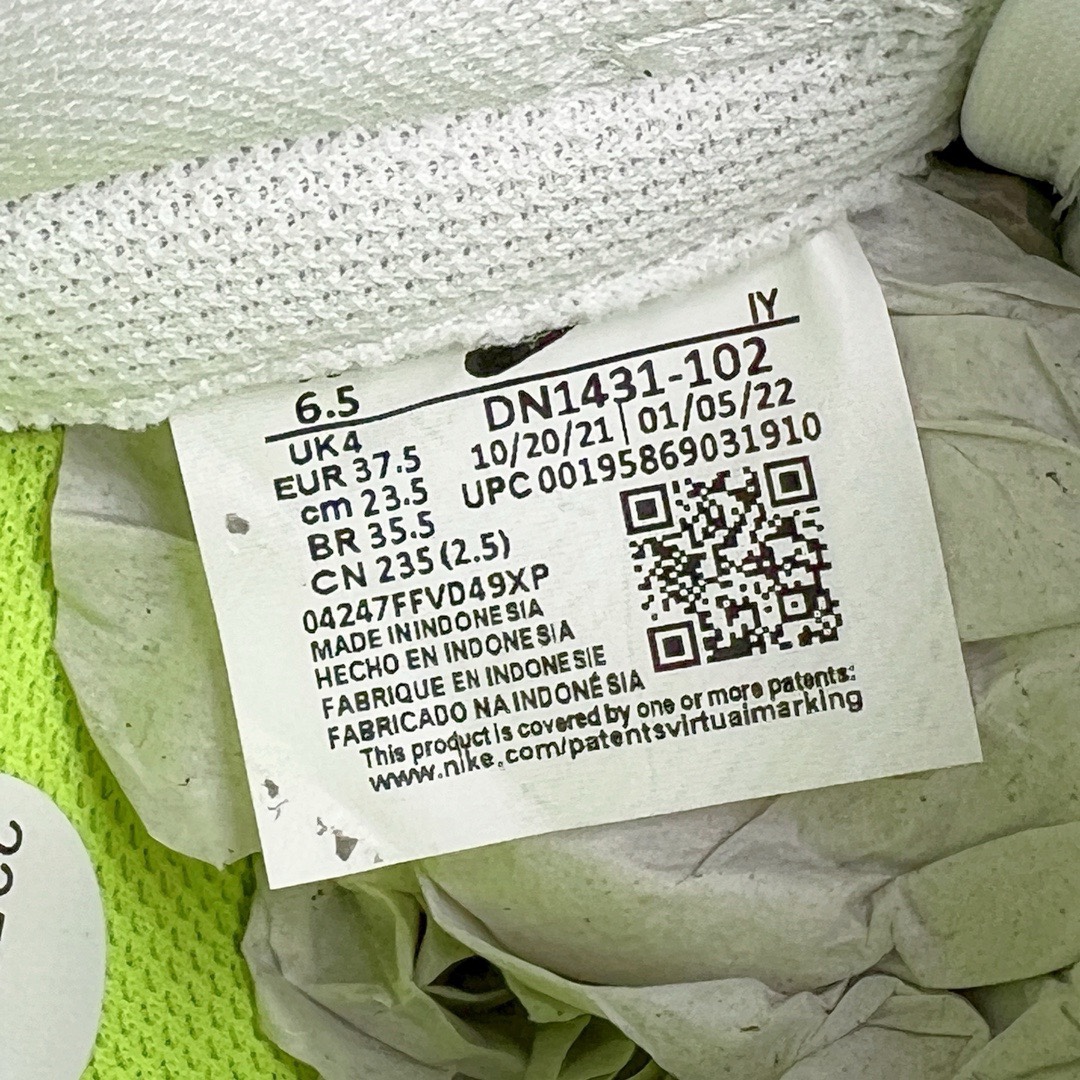 IY
6.5
DN1431-102
UK 4
10/20/21 | 01/05/22
EUR 37.5
UPC 00195869031910
cm 23.5
BR 35.5
CN 235 (2.5)
04247FFVD49XP
MADE IN INDONESIA
HECHO EN INDONESIA
FABRIQUE EN INDONESIE
FABRICADO NA INDONÉSIA
This product is covered by one or more patents:
www.nike.com/patentsvirtualmarking